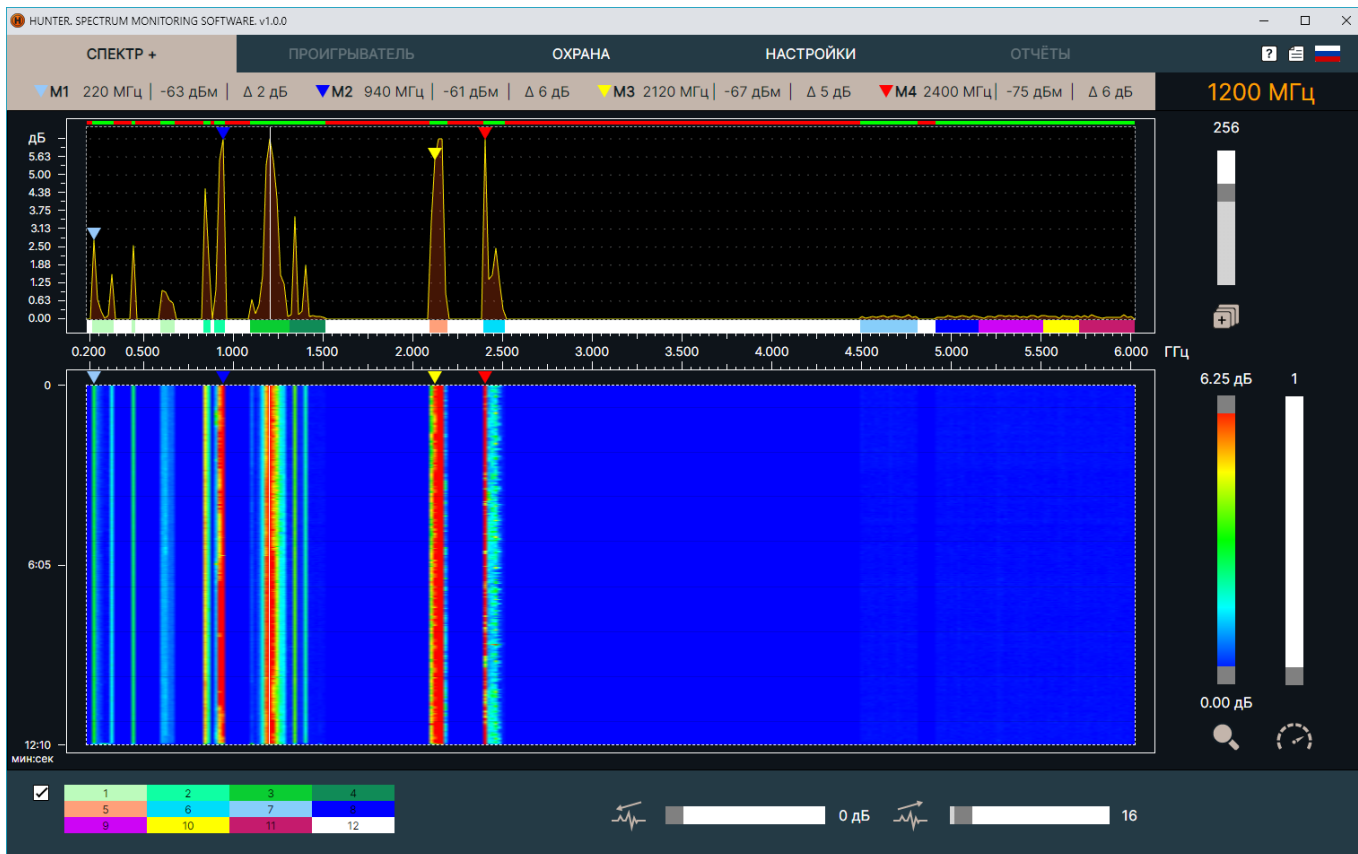 HUNTER. SPECTRUM MONITORING SOFTWARE. v1.0.0
СПЕКТР + ПРОИГРЫВАТЕЛЬ ОХРАНА НАСТРОЙКИ ОТЧЁТЫ ?
M1 220 МГц | -63 дБм | Δ 2 дБ M2 940 МГц | -61 дБм | Δ 6 дБ M3 2120 МГц | -67 дБм | Δ 5 дБ M4 2400 МГц | -75 дБм | Δ 6 дБ 1200 МГц
256
дБ
5.63
5.00
4.38
3.75
3.13
2.50
1.88
1.25
0.63
0.00
0.200 0.500 1.000 1.500 2.000 2.500 3.000 3.500 4.000 4.500 5.000 5.500 6.000 ГГц
0
6.25 дБ 1
6:05
0.00 дБ
12:10
мин:сек
1 2 3 4
5 6 7 8
9 10 11 12
0 дБ 16